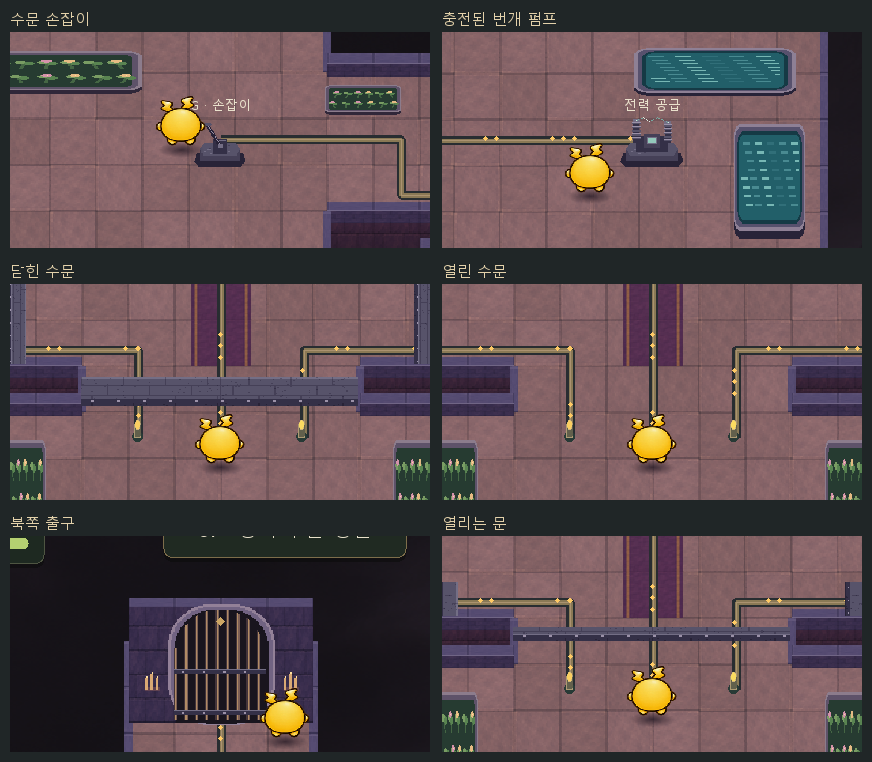 수문 손잡이
충전된 번개 펌프
G · 손잡이
전력 공급
닫힌 수문
열린 수문
북쪽 출구
열리는 문